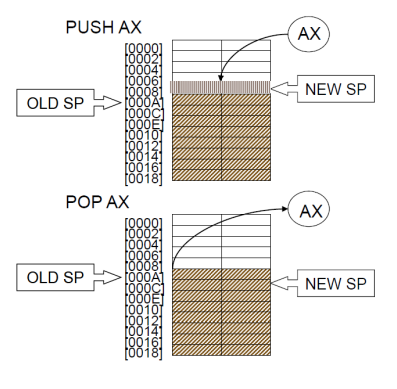 PUSH AX
AX
[0000]
[0002]
[0004]
[0006]
[0008]
NEW SP
OLD SP
[000A]
[000C]
[000E]
[0010]
[0012]
[0014]
[0016]
[0018]
POP AX
AX
[0000]
[0002]
[0004]
[0006]
[0008]
OLD SP
[000A]
NEW SP
[000C]
[000E]
[0010]
[0012]
[0014]
[0016]
[0018]